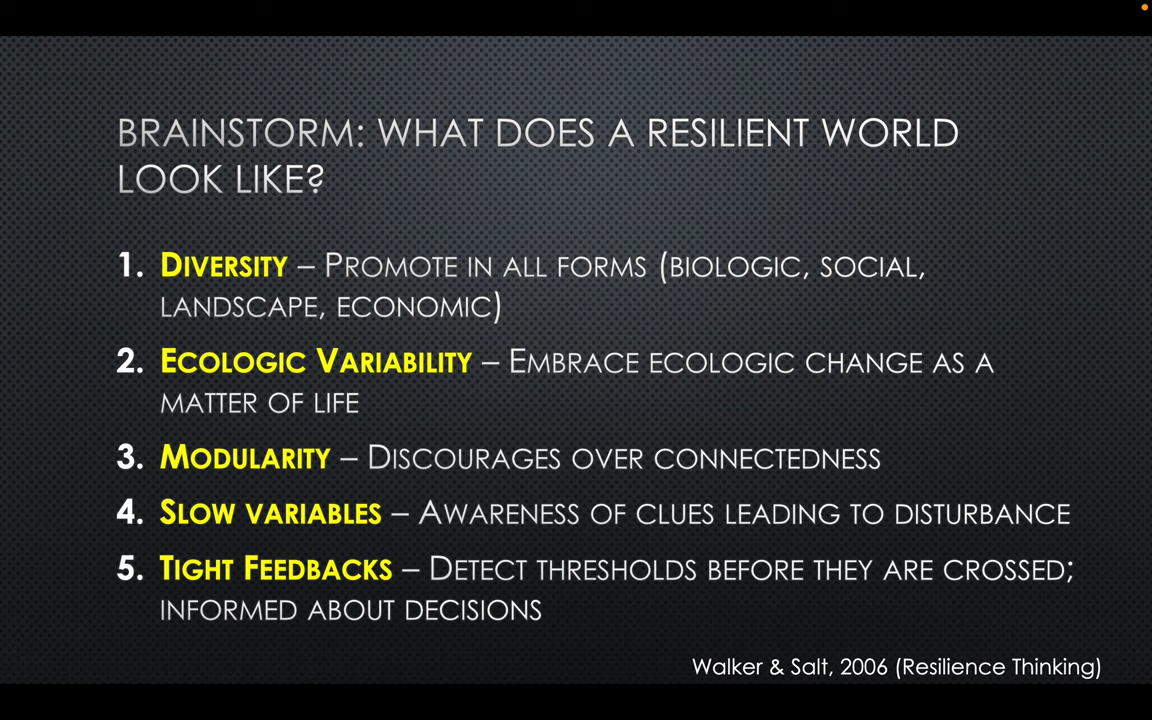 BRAINSTORM: WHAT DOES A RESILIENT WORLD
LOOK LIKE?
1. DIVERSITY – PROMOTE IN ALL FORMS (BIOLOGIC, SOCIAL,
LANDSCAPE, ECONOMIC)
2. ECOLOGIC VARIABILITY – EMBRACE ECOLOGIC CHANGE AS A
MATTER OF LIFE
3. MODULARITY – DISCOURAGES OVER CONNECTEDNESS
4. SLOW VARIABLES – AWARENESS OF CLUES LEADING TO DISTURBANCE
5. TIGHT FEEDBACKS – DETECT THRESHOLDS BEFORE THEY ARE CROSSED;
INFORMED ABOUT DECISIONS
Walker & Salt, 2006 (Resilience Thinking)